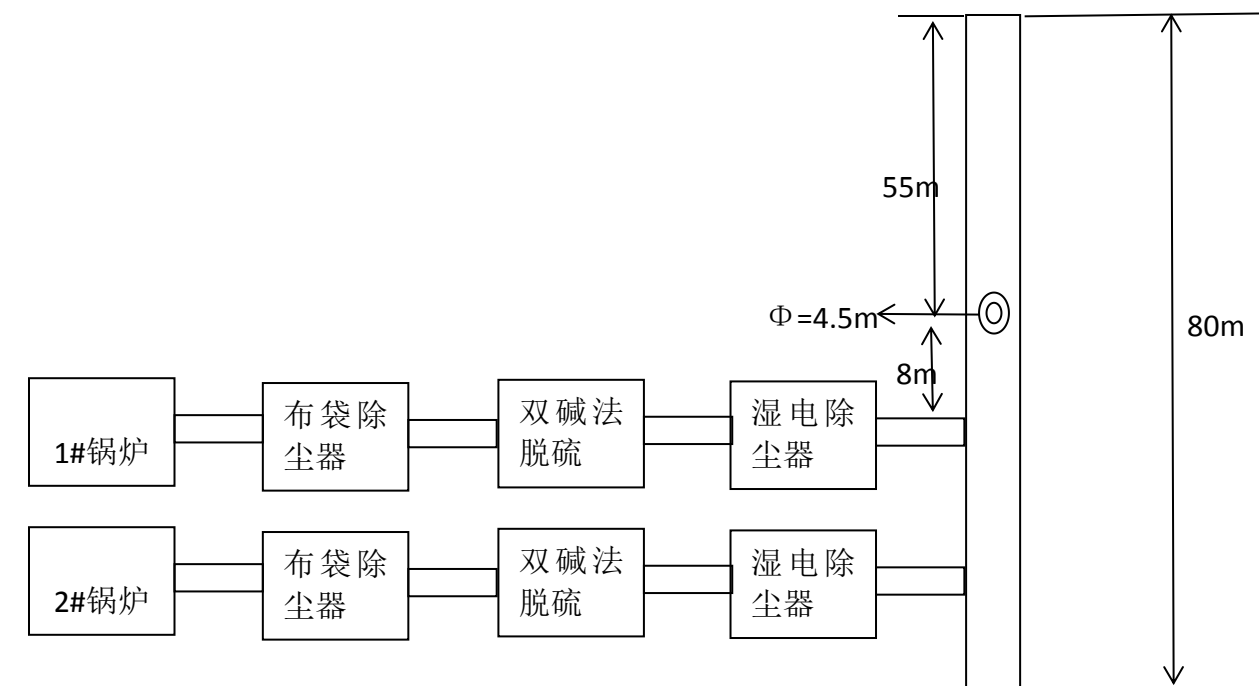 55m
Φ=4.5m
80m
8m
1#锅炉
布袋除
尘器
双碱法
脱硫
湿电除
尘器
2#锅炉
布袋除
尘器
双碱法
脱硫
湿电除
尘器